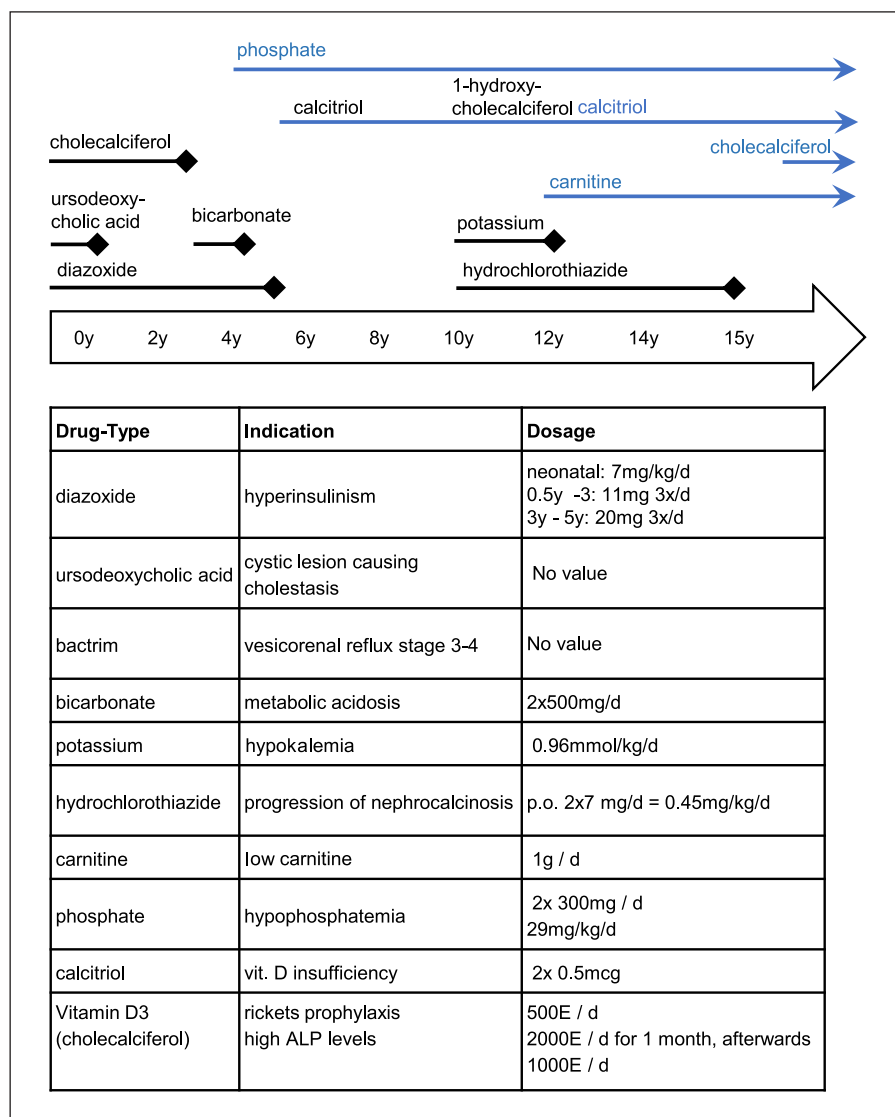 phosphate
1-hydroxy-
calcitriol cholecalciferol calcitriol
cholecalciferol cholecalciferol
carnitine
ursodeoxy-
cholic acid bicarbonate potassium
diazoxide hydrochlorothiazide
0y 2y 4y 6y 8y 10y 12y 14y 15y
Drug-Type Indication Dosage
diazoxide hyperinsulinism neonatal: 7mg/kg/d
0.5y -3: 11mg 3x/d
3y - 5y: 20mg 3x/d
ursodeoxycholic acid cystic lesion causing
cholestasis No value
bactrim vesicorenal reflux stage 3-4 No value
bicarbonate metabolic acidosis 2x500mg/d
potassium hypokalemia 0.96mmol/kg/d
hydrochlorothiazide progression of nephrocalcinosis p.o. 2x7 mg/d = 0.45mg/kg/d
carnitine low carnitine 1g / d
phosphate hypophosphatemia 2x 300mg / d
29mg/kg/d
calcitriol vit. D insufficiency 2x 0.5mcg
Vitamin D3 rickets prophylaxis 500E / d
(cholecalciferol) high ALP levels 2000E / d for 1 month, afterwards
1000E / d